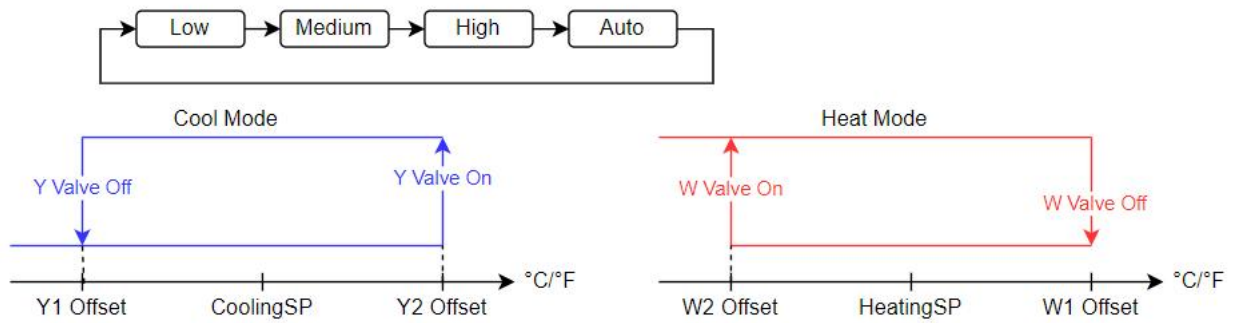 Low Medium High Auto
Cool Mode Heat Mode
Y Valve Off Y Valve On W Valve On W Valve Off
°C/°F °C/°F
Y1 Offset CoolingSP Y2 Offset W2 Offset HeatingSP W1 Offset